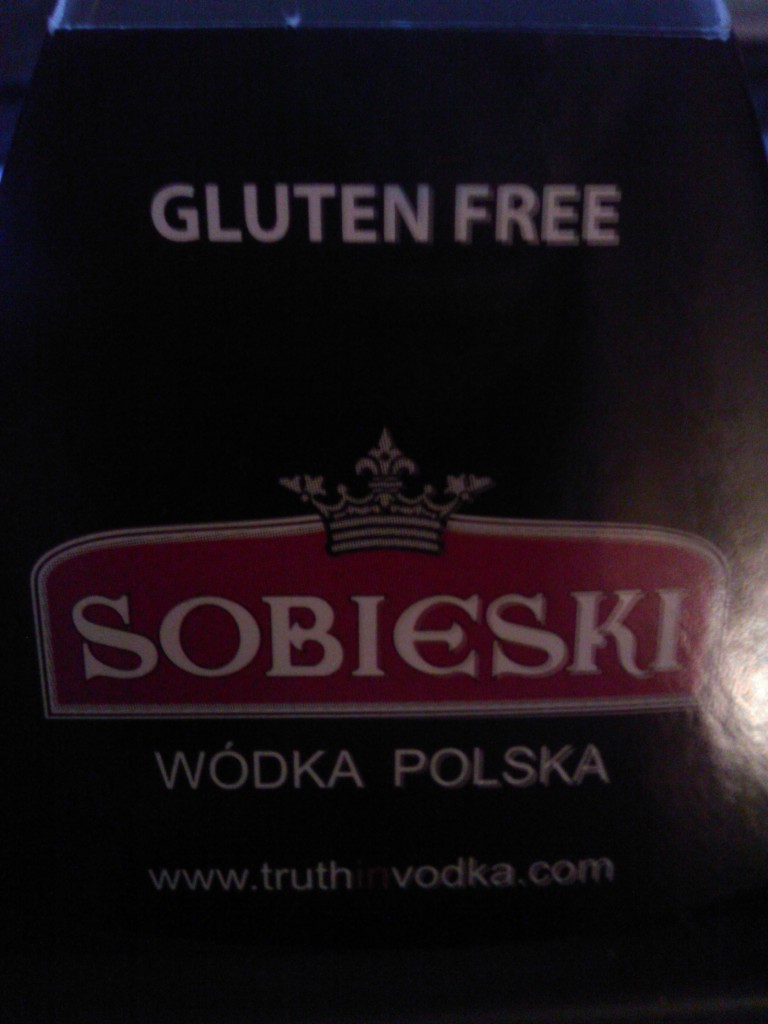 GLUTEN FREE
SOBIESKI
WÓDKA POLSKA
www.truthinvodka.com